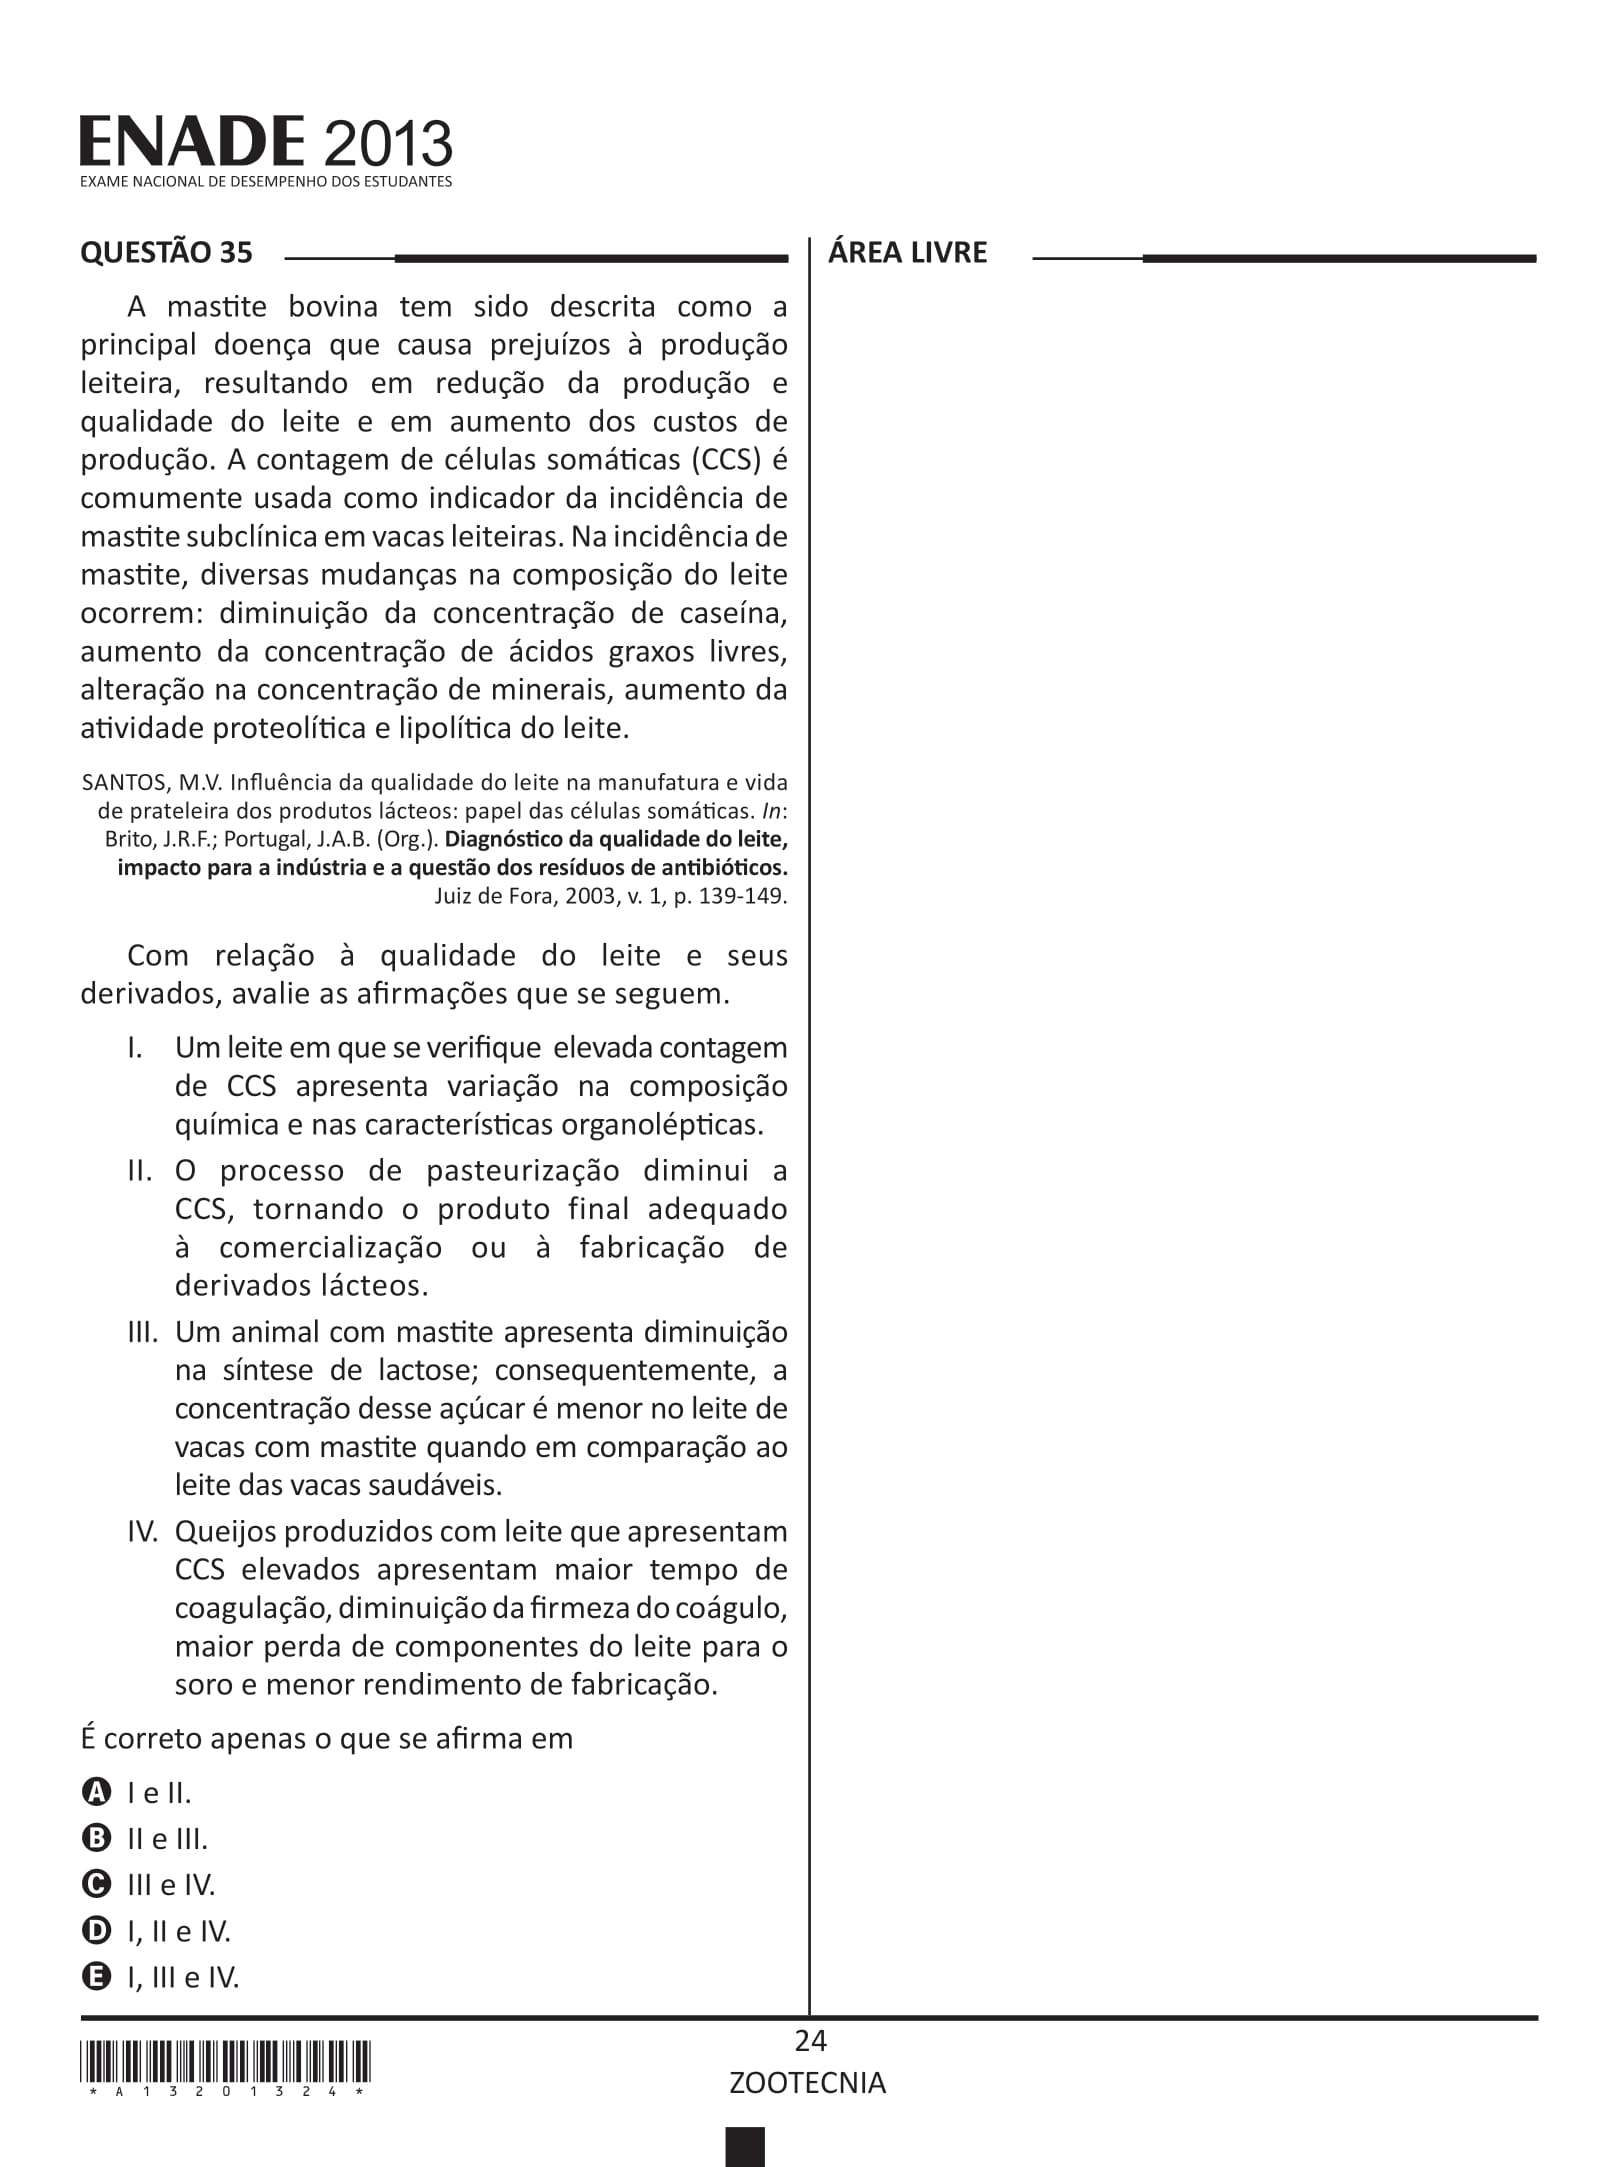 ENADE 2013
EXAME NACIONAL DE DESEMPENHO DOS ESTUDANTES
QUESTÃO 35
A mastite bovina tem sido descrita como a
principal doença que causa prejuízos à produção
leiteira, resultando em redução da produção e
qualidade do leite e em aumento dos custos de
produção. A contagem de células somáticas (CCS) é
comumente usada como indicador da incidência de
mastite subclínica em vacas leiteiras. Na incidência de
mastite, diversas mudanças na composição do leite
ocorrem: diminuição da concentração de caseína,
aumento da concentração de ácidos graxos livres,
alteração na concentração de minerais, aumento da
atividade proteolítica e lipolítica do leite.
SANTOS, M.V. Influência da qualidade do leite na manufatura e vida
de prateleira dos produtos lácteos: papel das células somáticas. In:
Brito, J.R.F.; Portugal, J.A.B. (Org.). Diagnóstico da qualidade do leite,
impacto para a indústria e a questão dos resíduos de antibióticos.
Juiz de Fora, 2003, v. 1, p. 139-149.
Com relação à qualidade do leite e seus
derivados, avalie as afirmações que se seguem.
I. Um leite em que se verifique elevada contagem
de CCS apresenta variação na composição
química e nas características organolépticas.
II. O processo de pasteurização diminui a
CCS, tornando o produto final adequado
à comercialização ou à fabricação de
derivados lácteos.
III. Um animal com mastite apresenta diminuição
na síntese de lactose; consequentemente, a
concentração desse açúcar é menor no leite de
vacas com mastite quando em comparação ao
leite das vacas saudáveis.
IV. Queijos produzidos com leite que apresentam
CCS elevados apresentam maior tempo de
coagulação, diminuição da firmeza do coágulo,
maior perda de componentes do leite para o
soro e menor rendimento de fabricação.
É correto apenas o que se afirma em
A I e II.
B II e III.
C III e IV.
D I, II e IV.
E I, III e IV.
ÁREA LIVRE
24
ZOOTECNIA
*A13201324*